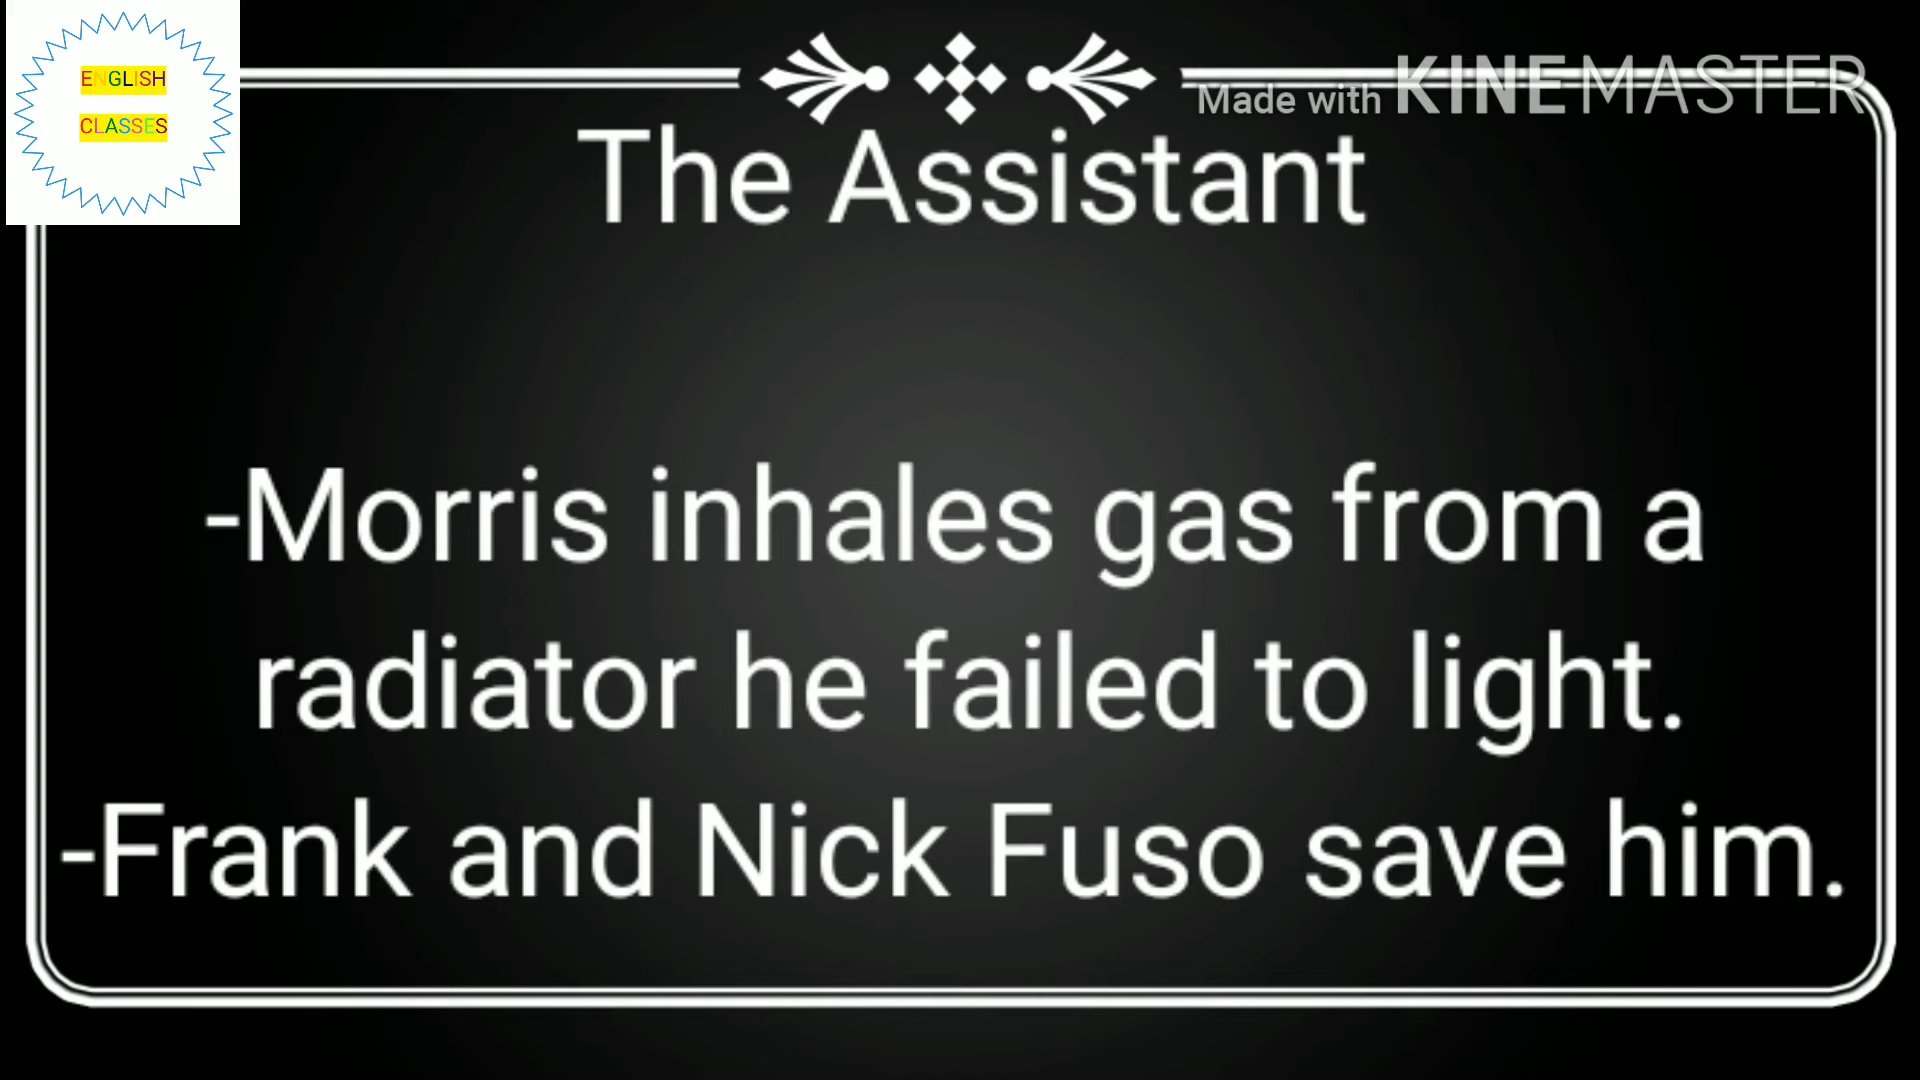 ENGLISH
CLASSES
Made with KINEMASTER
The Assistant
-Morris inhales gas from a
radiator he failed to light.
-Frank and Nick Fuso save him.